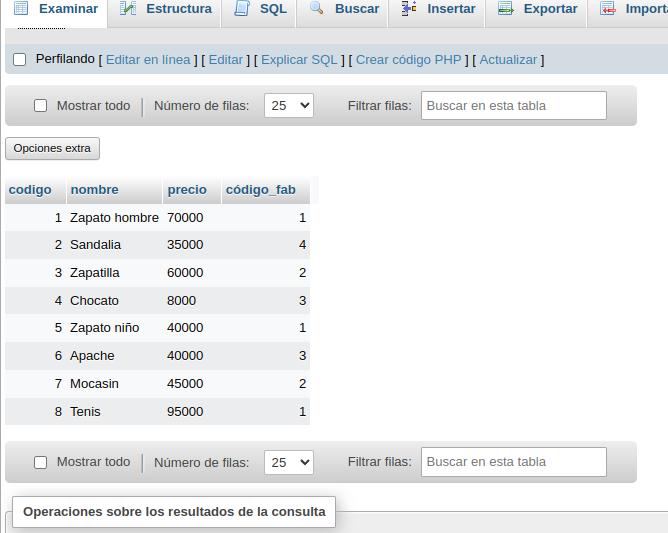 Examinar Estructura SQL Buscar Insertar Exportar
Perfilando [ Editar en línea ] [ Editar ] [ Explicar SQL ] [ Crear código PHP ] [ Actualizar ]
Mostrar todo Número de filas: 25 Filtrar filas: Buscar en esta tabla
Opciones extra
codigo nombre precio código_fab
1 Zapato hombre 70000 1
2 Sandalia 35000 4
3 Zapatilla 60000 2
4 Chocato 8000 3
5 Zapato niño 40000 1
6 Apache 40000 3
7 Mocasin 45000 2
8 Tenis 95000 1
Mostrar todo Número de filas: 25 Filtrar filas: Buscar en esta tabla
Operaciones sobre los resultados de la consulta